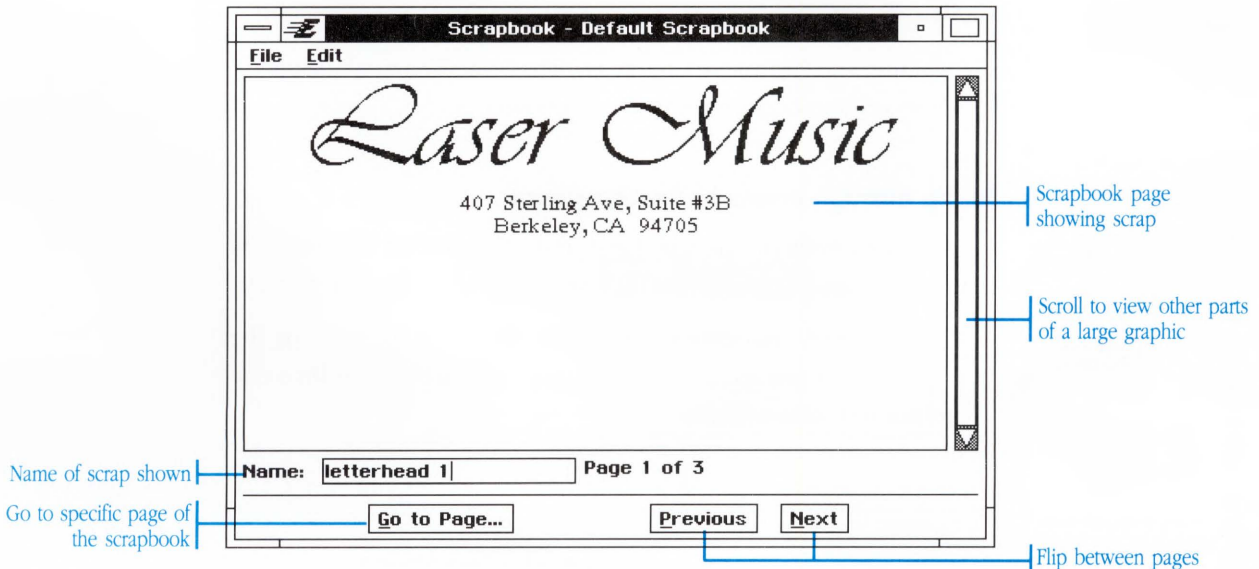 Scrapbook - Default Scrapbook
File Edit
Laser Music
407 Sterling Ave, Suite #3B
Berkeley, CA 94705
Scrapbook page
showing scrap
Scroll to view other parts
of a large graphic
Name of scrap shown
Name: letterhead 1 Page 1 of 3
Go to specific page of
the scrapbook
Go to Page... Previous Next
Flip between pages